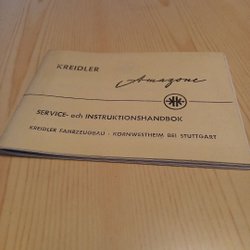 KREIDLER
Amazone
SERVICE- och INSTRUKTIONSHANDBOK
KREIDLER FAHRZEUGBAU · KORNWESTHEIM BEI STUTTGART